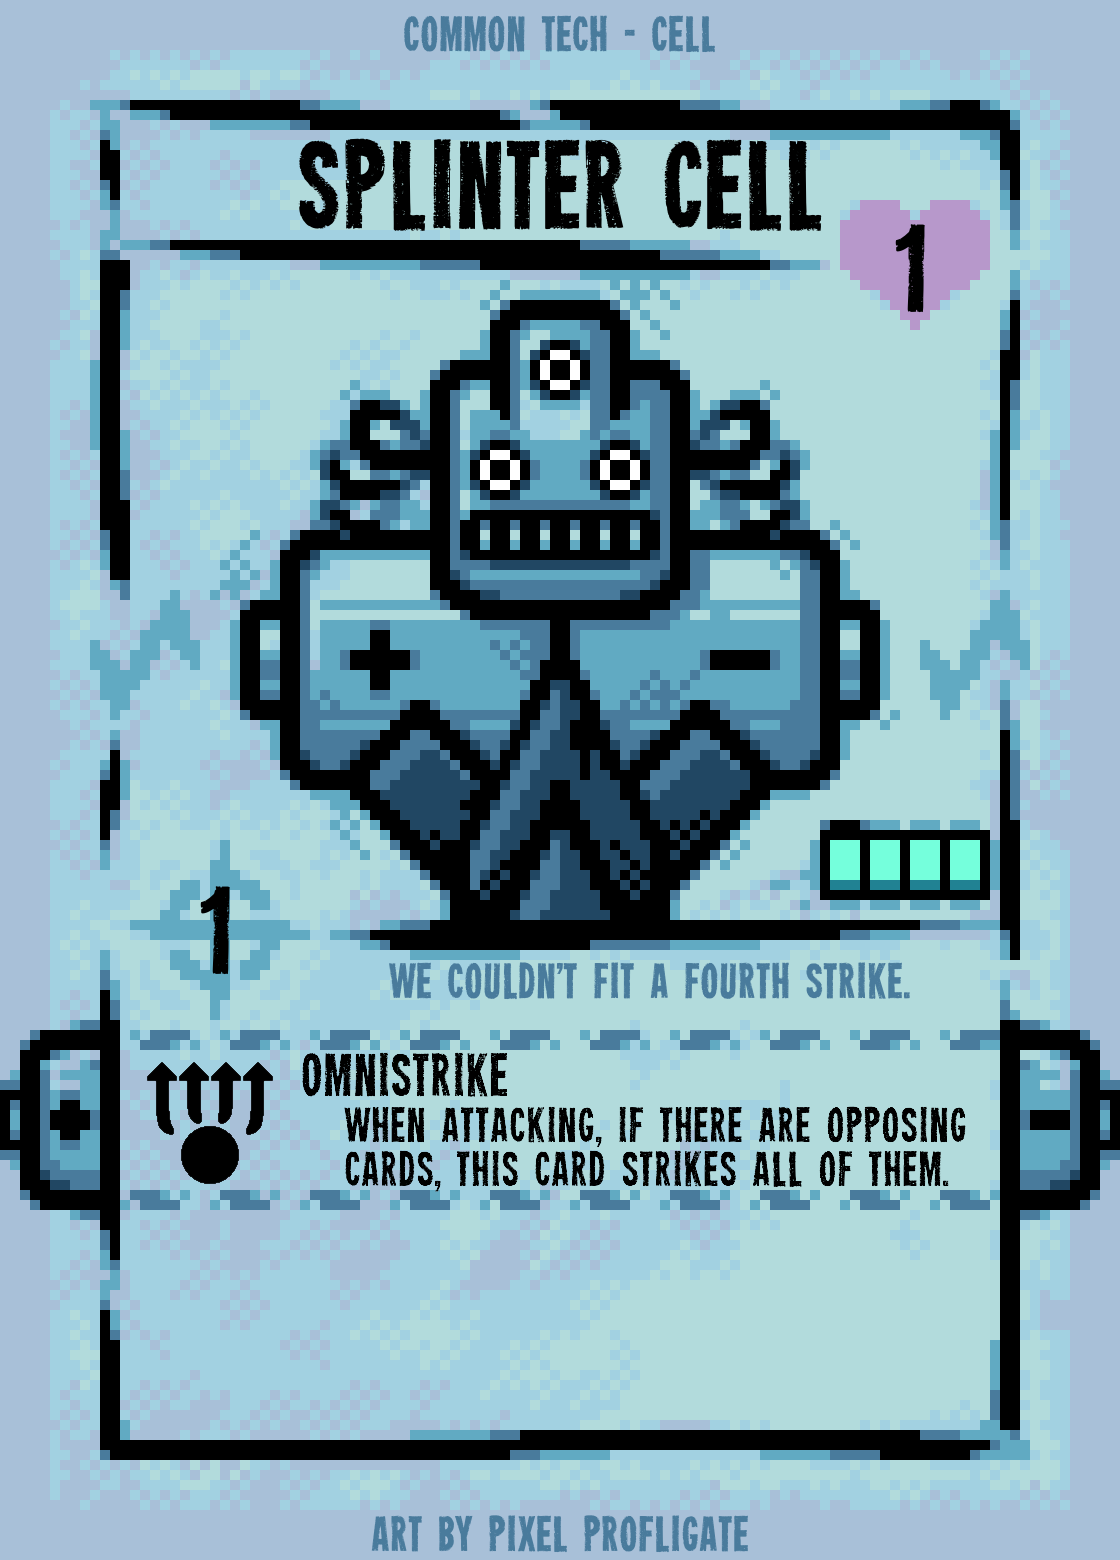 COMMON TECH - CELL
SPLINTER CELL
1
+ -
1
WE COULDN'T FIT A FOURTH STRIKE.
OMNISTRIKE
WHEN ATTACKING, IF THERE ARE OPPOSING
CARDS, THIS CARD STRIKES ALL OF THEM.
+ -
ART BY PIXEL PROFLIGATE